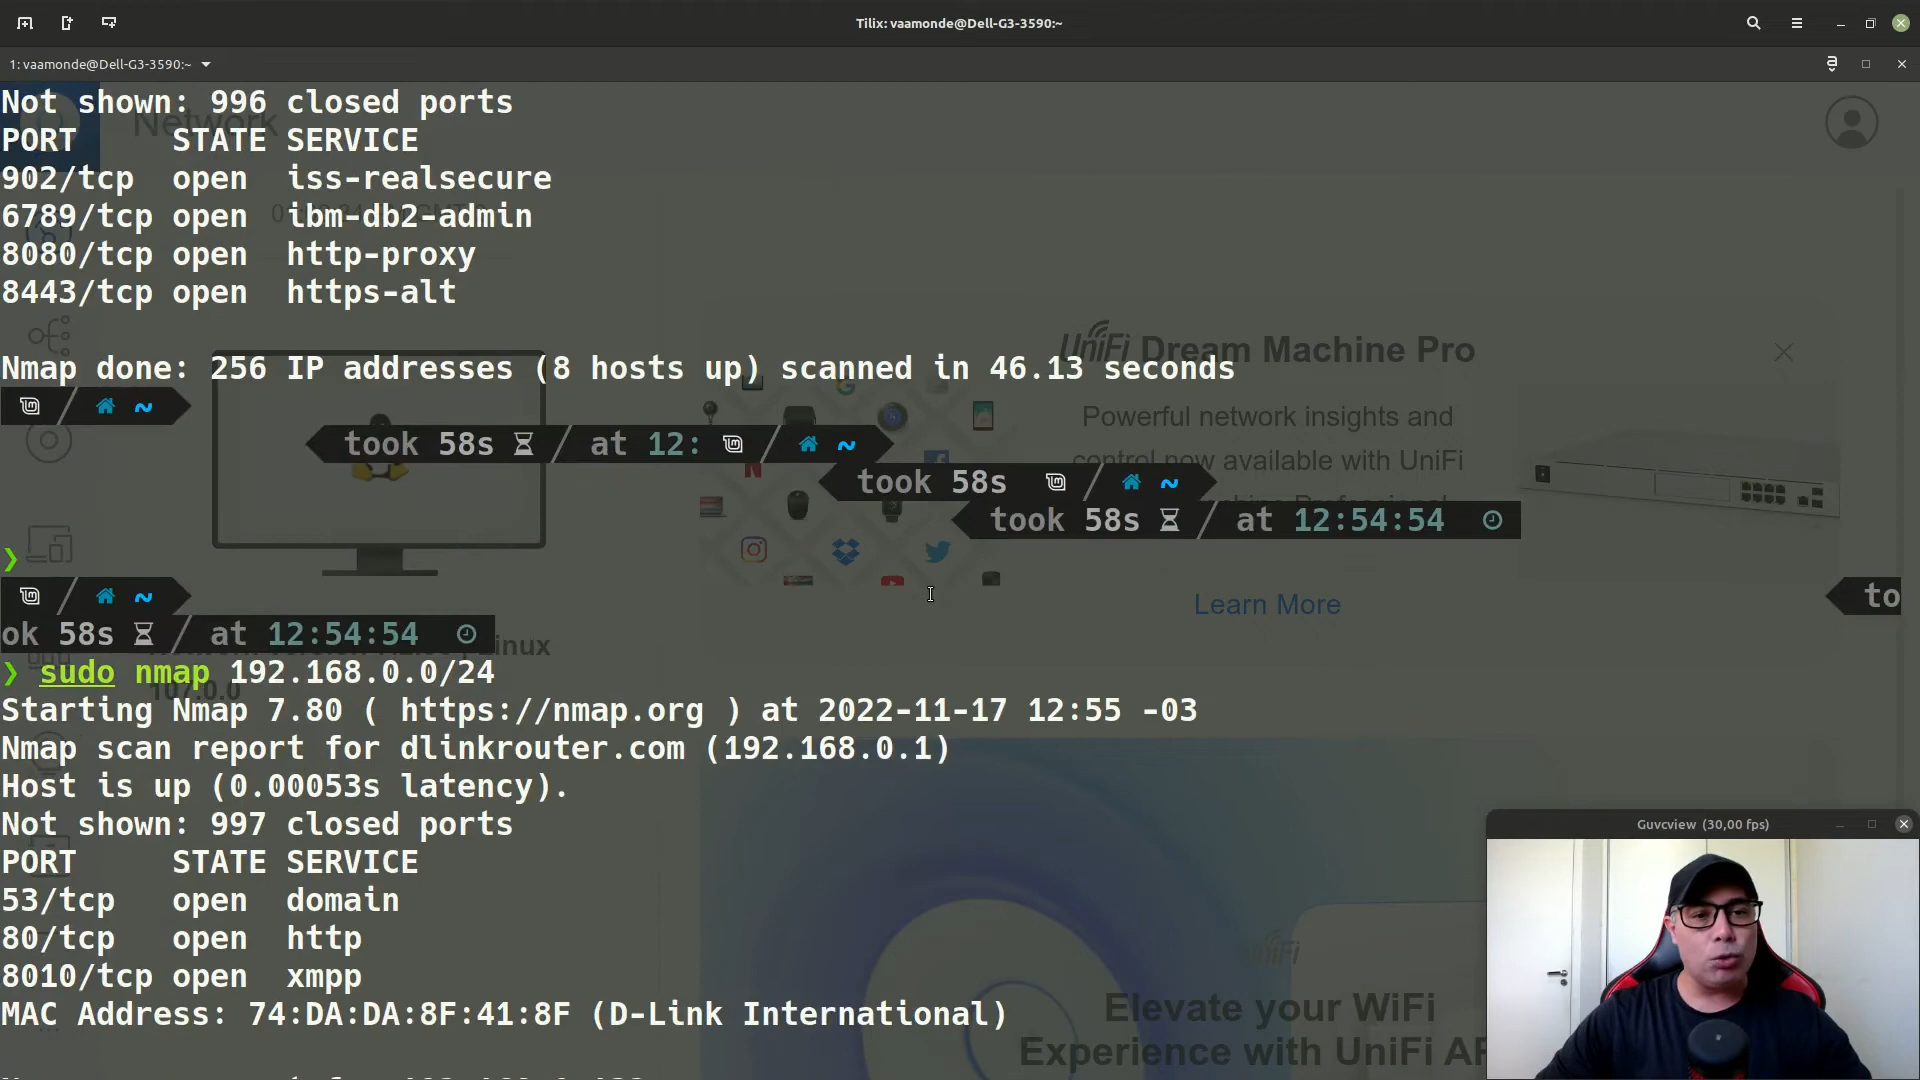 Tilix: vaamonde@Dell-G3-3590:~
1: vaamonde@Dell-G3-3590:~
Network
Not shown: 996 closed ports
PORT STATE SERVICE
902/tcp open iss-realsecure
6789/tcp open ibm-db2-admin
8080/tcp open http-proxy
8443/tcp open https-alt
Nmap done: 256 IP addresses (8 hosts up) scanned in 46.13 seconds
~
took 58s at 12: ~
took 58s ~
took 58s at 12:54:54
❯
~ to
ok 58s at 12:54:54
❯ sudo nmap 192.168.0.0/24
Starting Nmap 7.80 ( https://nmap.org ) at 2022-11-17 12:55 -03
Nmap scan report for dlinkrouter.com (192.168.0.1)
Host is up (0.00053s latency).
Not shown: 997 closed ports
PORT STATE SERVICE
53/tcp open domain
80/tcp open http
8010/tcp open xmpp
MAC Address: 74:DA:DA:8F:41:8F (D-Link International)
UniFi Dream Machine Pro
Powerful network insights and
control now available with UniFi
Learn More
Linux
107.0.0
UniFi
Elevate your WiFi
Experience with UniFi AP
Guvcview (30,00 fps)